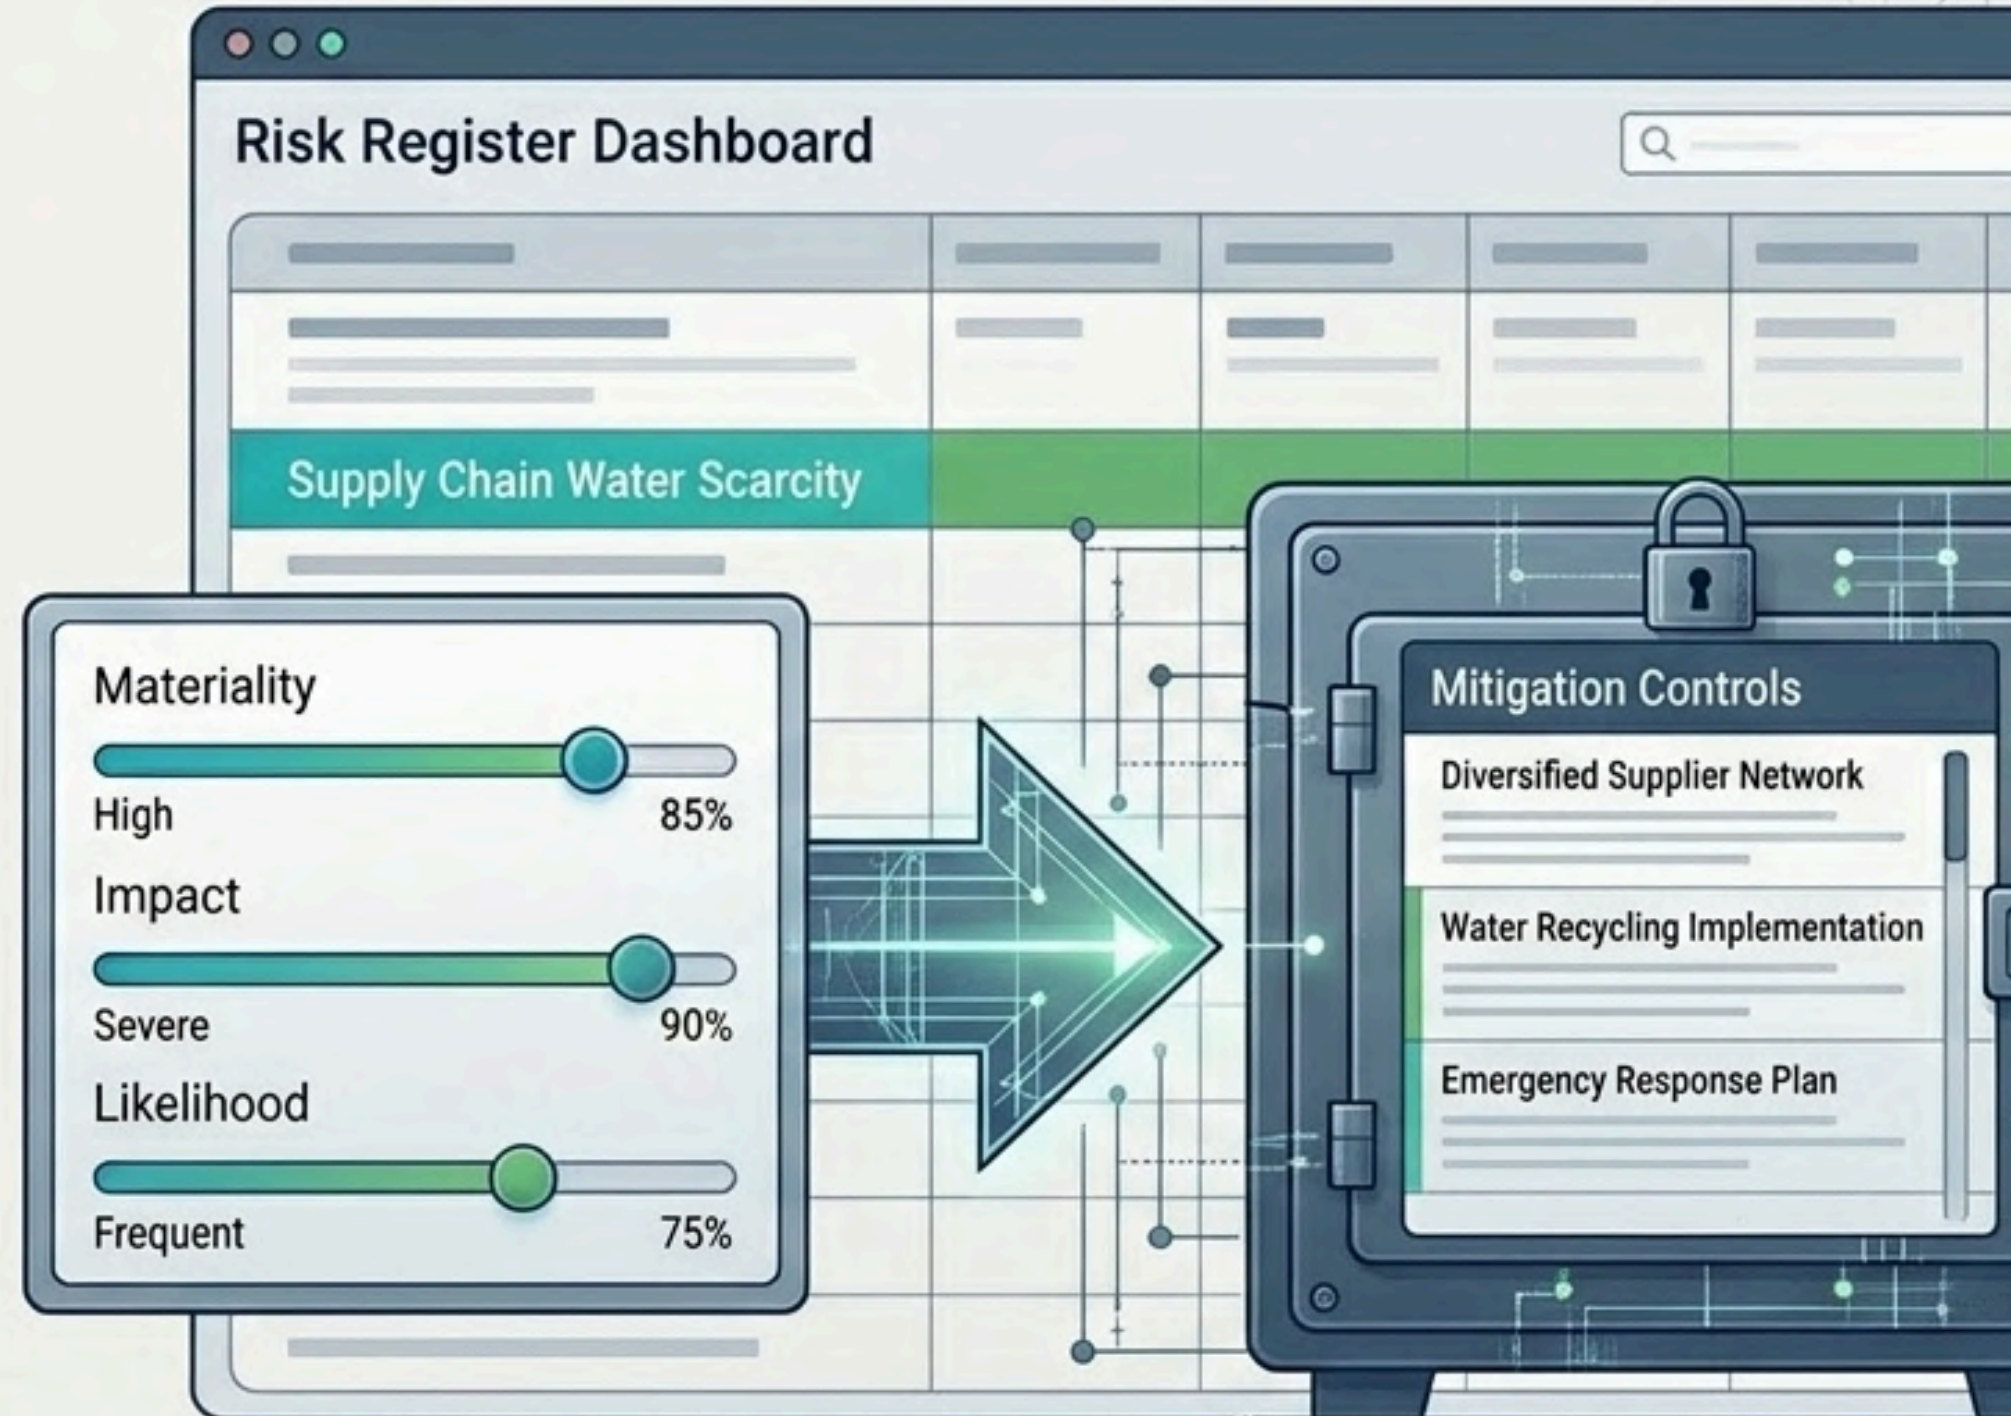 Risk Register Dashboard
Supply Chain Water Scarcity
Materiality
High 85%
Impact
Severe 90%
Likelihood
Frequent 75%
Mitigation Controls
Diversified Supplier Network
Water Recycling Implementation
Emergency Response Plan